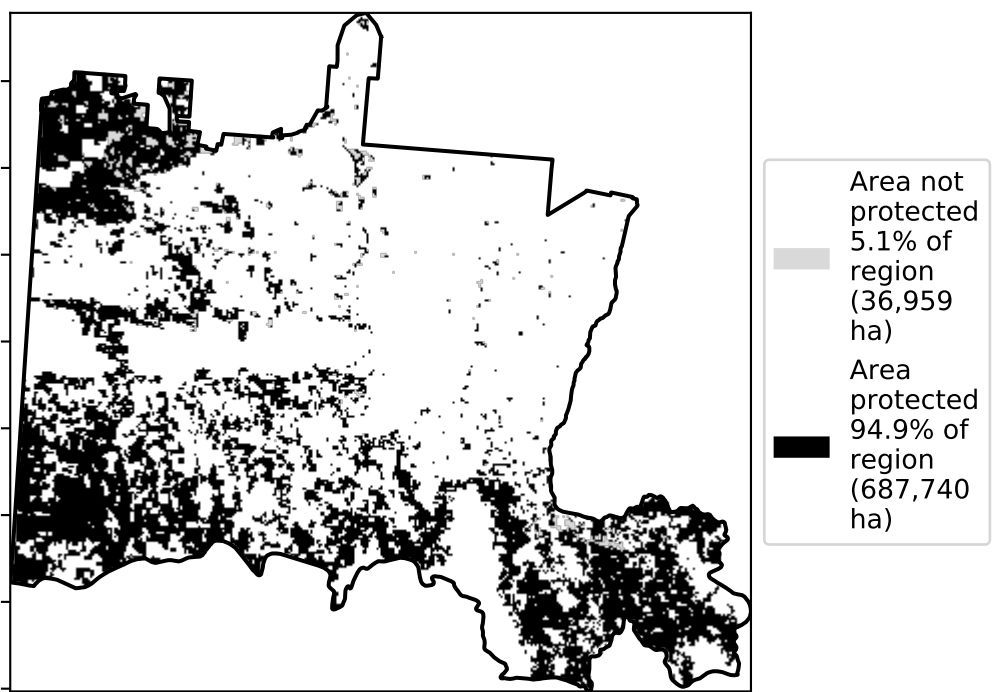 Area not
protected
5.1% of
region
(36,959
ha)
Area
protected
94.9% of
region
(687,740
ha)